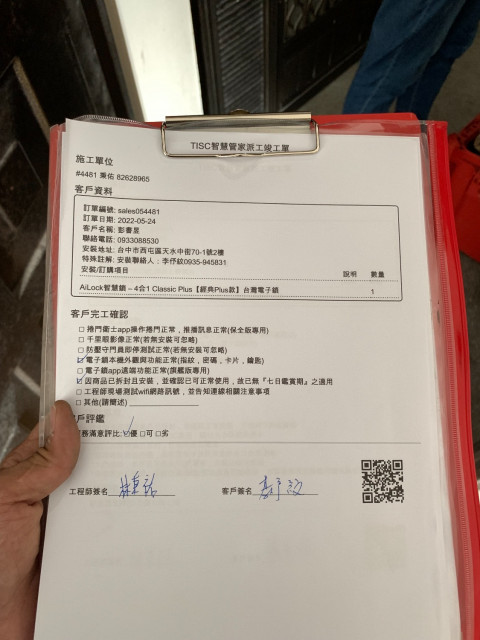 TISC智慧管家派工竣工單
施工單位
#4481 秉佑 82628965
客戶資料
訂單編號: sales054481
訂單日期: 2022-05-24
客戶名稱: 彭書昱
聯絡電話: 0933088530
安裝地址: 台中市西屯區天水中街70-1號2樓
特殊註解: 安裝聯絡人：李伃紋0935-945831
安裝/訂購項目 說明 數量
AiLock智慧鎖 – 4合1 Classic Plus【經典Plus款】台灣電子鎖 1
客戶完工確認
□ 捲門衛士app操作捲門正常，推播訊息正常(保全版專用)
□ 千里眼影像正常(若無安裝可忽略)
□ 防壓守門員即停測試正常(若無安裝可忽略)
☑ 電子鎖本機外觀與功能正常(指紋，密碼，卡片，鑰匙)
□ 電子鎖app遠端功能正常(旗艦版專用)
☑ 因商品已拆封且安裝，並確認已可正常使用，故已無『七日鑑賞期』之適用
□ 工程師現場測試wifi網路訊號，並告知連線相關注意事項
□ 其他(請簡述)
客戶評鑑
服務滿意評比: ☑優 □可 □劣
工程師簽名 客戶簽名